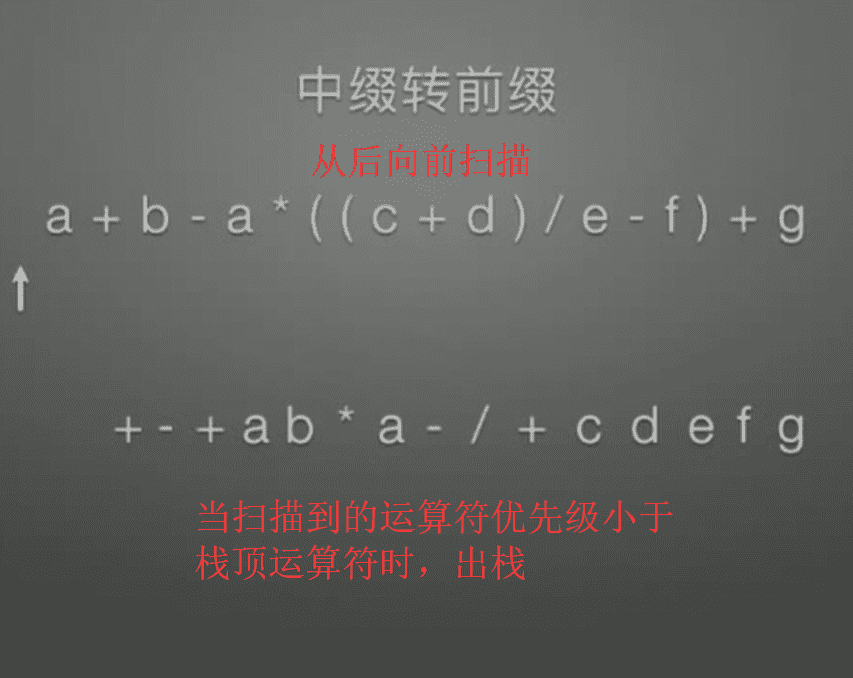 中缀转前缀
从后向前扫描
a + b - a * ( ( c + d ) / e - f ) + g
+ - + a b * a - / + c d e f g
当扫描到的运算符优先级小于
栈顶运算符时，出栈